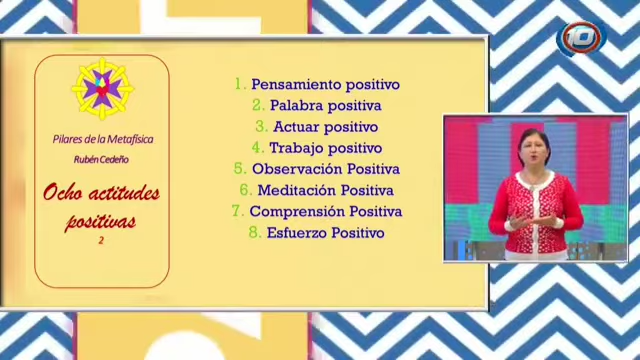 10
Pilares de la Metafísica
Rubén Cedeño
Ocho actitudes
positivas
2
1. Pensamiento positivo
2. Palabra positiva
3. Actuar positivo
4. Trabajo positivo
5. Observación Positiva
6. Meditación Positiva
7. Comprensión Positiva
8. Esfuerzo Positivo